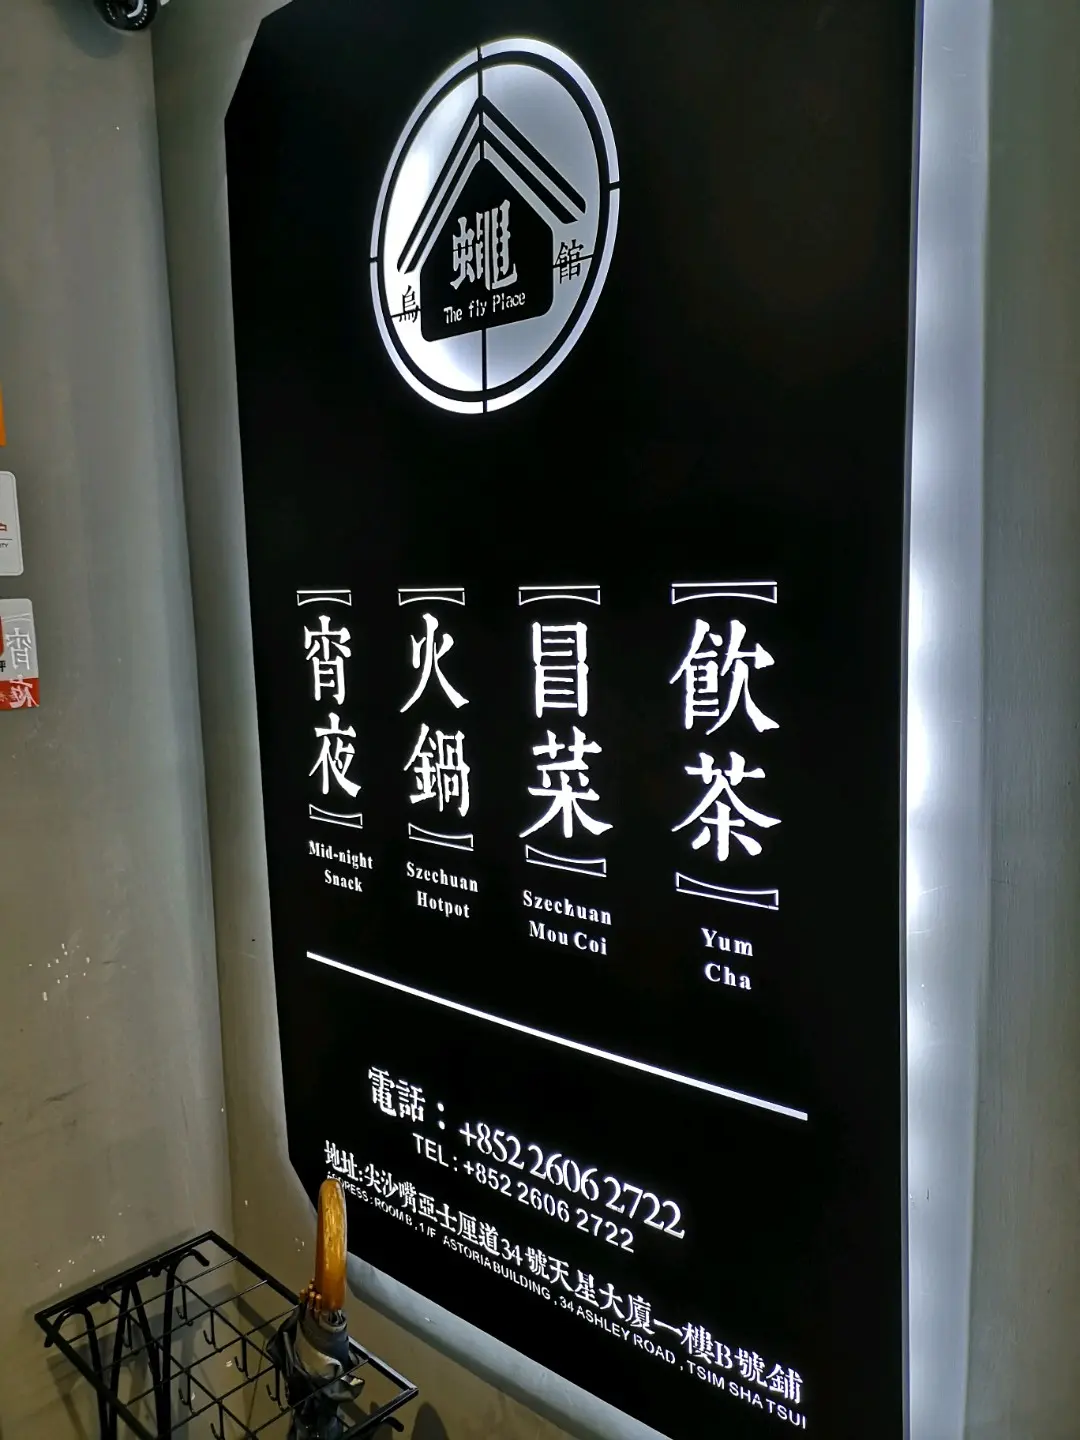 烏蠅館
The fly Place
飲茶
Yum
Cha
冒菜
Szechuan
Mou Coi
火鍋
Szechuan
Hotpot
宵夜
Mid-night
Snack
電話：+852 2606 2722
TEL : +852 2606 2722
地址:尖沙嘴亞士厘道34號天星大廈一樓B號鋪
ADDRESS : ROOM B , 1/F ASTORIA BUILDING , 34 ASHLEY ROAD , TSIM SHA TSUI
宵